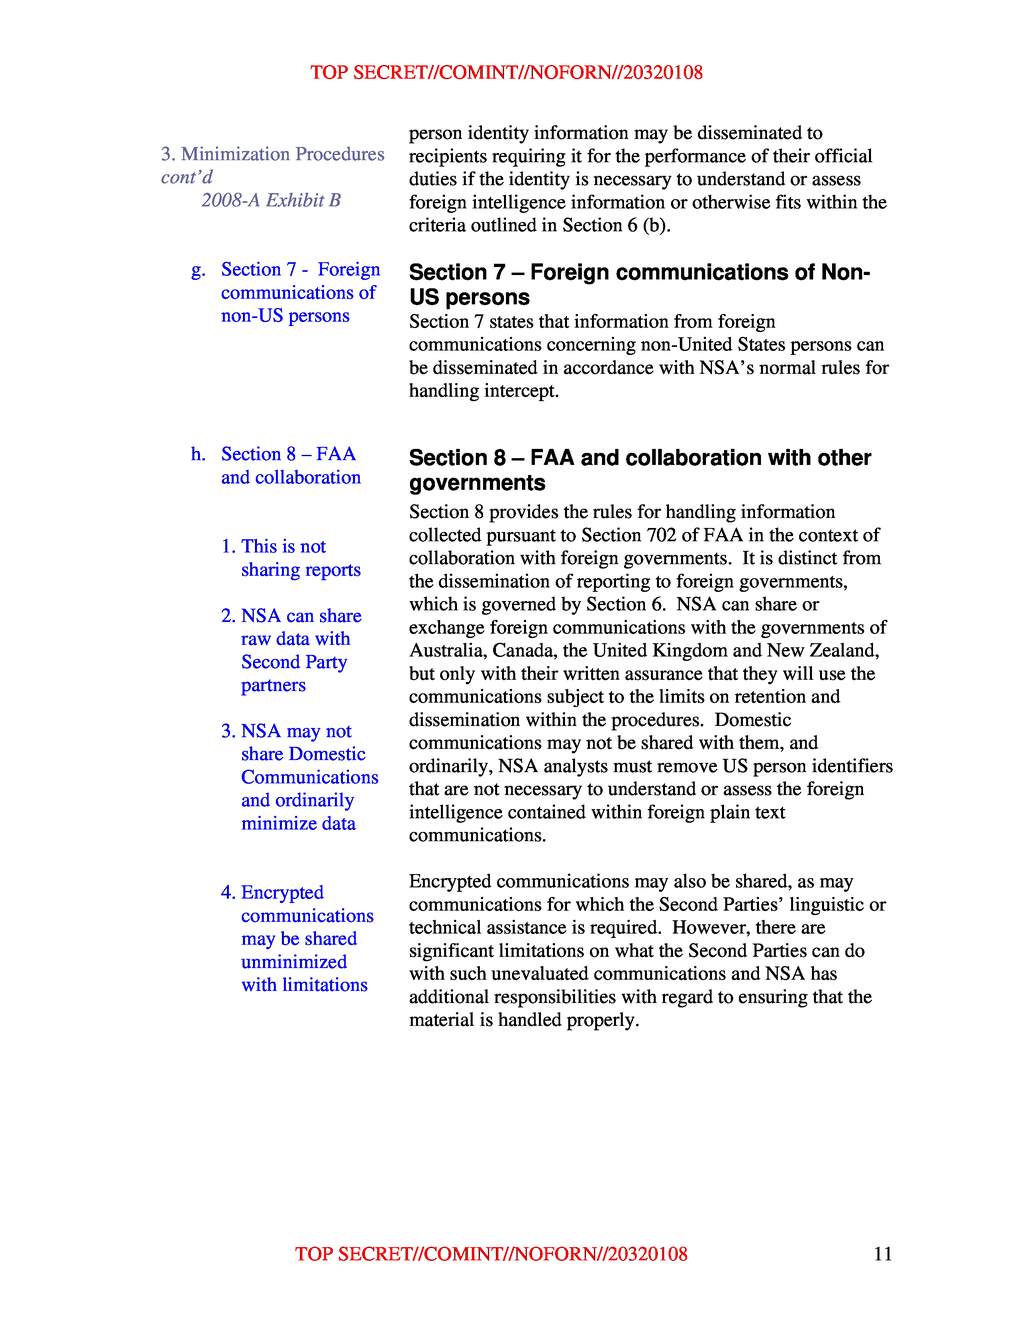 TOP SECRET//COMINT//NOFORN//20320108
3. Minimization Procedures
cont'd
2008-A Exhibit B
person identity information may be disseminated to
recipients requiring it for the performance of their official
duties if the identity is necessary to understand or assess
foreign intelligence information or otherwise fits within the
criteria outlined in Section 6 (b).
g. Section 7 - Foreign
communications of
non-US persons
Section 7 – Foreign communications of Non-
US persons
Section 7 states that information from foreign
communications concerning non-United States persons can
be disseminated in accordance with NSA's normal rules for
handling intercept.
h. Section 8 – FAA
and collaboration
1. This is not
sharing reports
2. NSA can share
raw data with
Second Party
partners
3. NSA may not
share Domestic
Communications
and ordinarily
minimize data
Section 8 – FAA and collaboration with other
governments
Section 8 provides the rules for handling information
collected pursuant to Section 702 of FAA in the context of
collaboration with foreign governments. It is distinct from
the dissemination of reporting to foreign governments,
which is governed by Section 6. NSA can share or
exchange foreign communications with the governments of
Australia, Canada, the United Kingdom and New Zealand,
but only with their written assurance that they will use the
communications subject to the limits on retention and
dissemination within the procedures. Domestic
communications may not be shared with them, and
ordinarily, NSA analysts must remove US person identifiers
that are not necessary to understand or assess the foreign
intelligence contained within foreign plain text
communications.
4. Encrypted
communications
may be shared
unminimized
with limitations
Encrypted communications may also be shared, as may
communications for which the Second Parties' linguistic or
technical assistance is required. However, there are
significant limitations on what the Second Parties can do
with such unevaluated communications and NSA has
additional responsibilities with regard to ensuring that the
material is handled properly.
TOP SECRET//COMINT//NOFORN//20320108
11